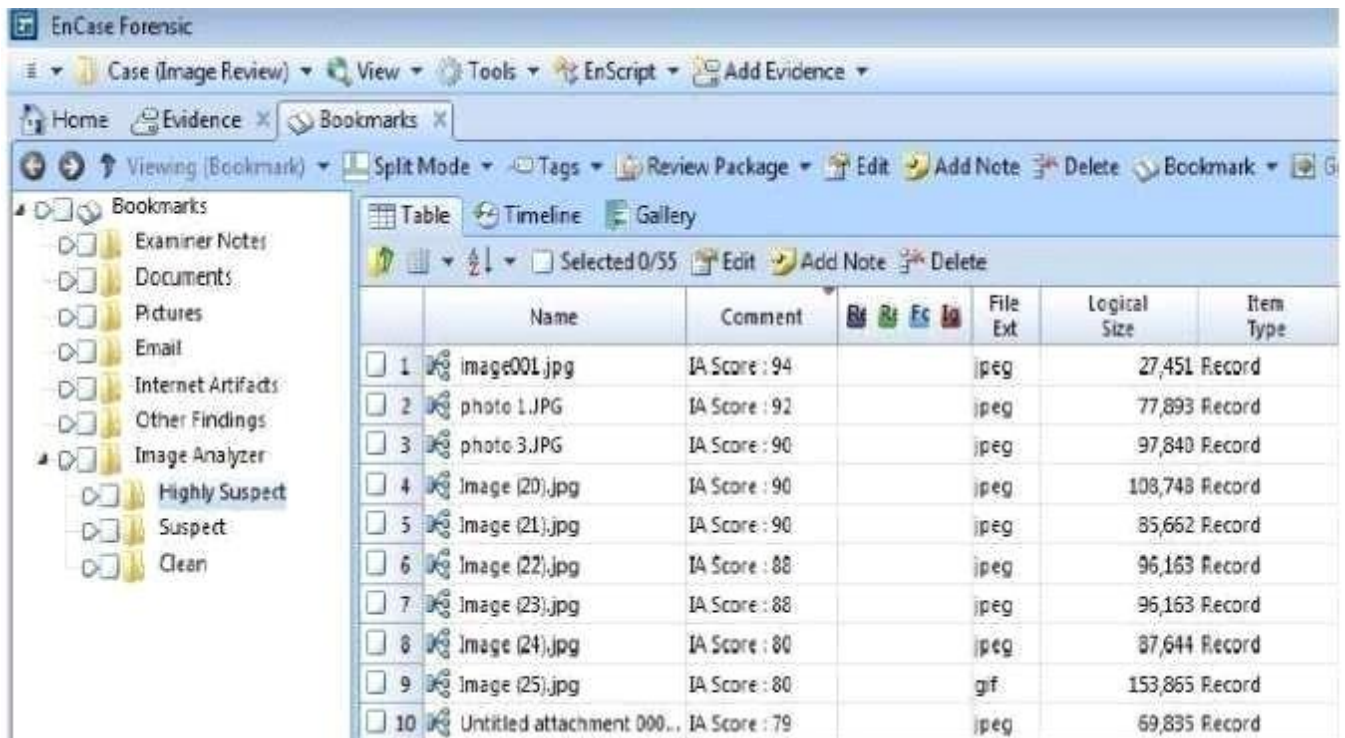 EnCase Forensic
Case (Image Review) View Tools EnScript Add Evidence
Home Evidence Bookmarks
Viewing (Bookmark) Split Mode Tags Review Package Edit Add Note Delete Bookmark
Bookmarks
Examiner Notes
Documents
Pictures
Email
Internet Artifacts
Other Findings
Image Analyzer
Highly Suspect
Suspect
Clean
Table Timeline Gallery
Selected 0/55 Edit Add Note Delete
Name Comment File Ext Logical Size Item Type
1 image001.jpg IA Score : 94 jpeg 27,451 Record
2 photo 1.JPG IA Score : 92 jpeg 77,893 Record
3 photo 3.JPG IA Score : 90 jpeg 97,840 Record
4 Image (20).jpg IA Score : 90 jpeg 108,748 Record
5 Image (21).jpg IA Score : 90 jpeg 85,662 Record
6 Image (22).jpg IA Score : 88 jpeg 96,163 Record
7 Image (23).jpg IA Score : 88 jpeg 96,163 Record
8 Image (24).jpg IA Score : 80 jpeg 87,644 Record
9 Image (25).jpg IA Score : 80 gif 153,865 Record
10 Untitled attachment 000... IA Score : 79 jpeg 69,835 Record